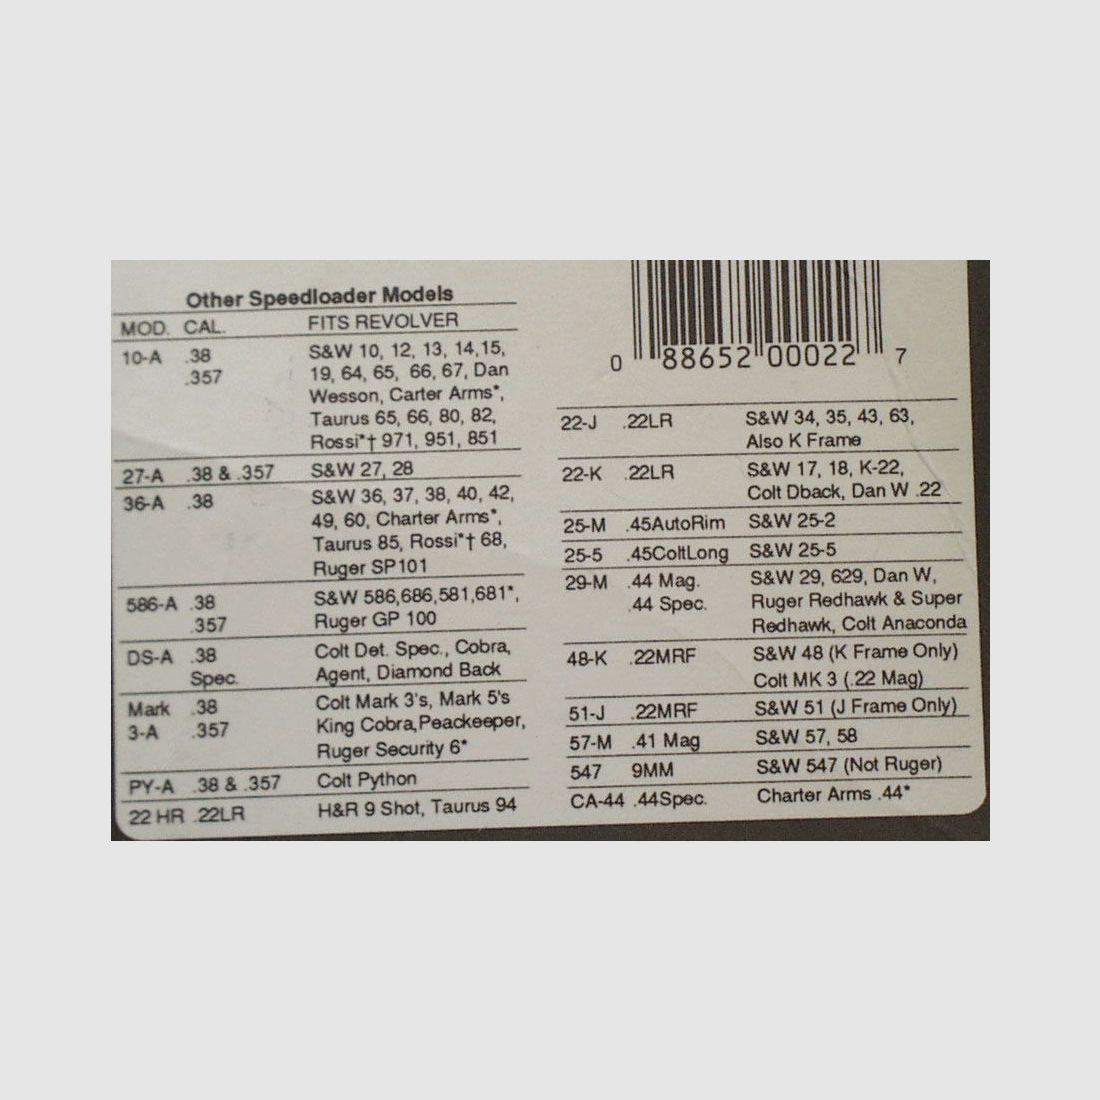 Other Speedloader Models
MOD. CAL. FITS REVOLVER
10-A .38 S&W 10, 12, 13, 14,15,
.357 19, 64, 65, 66, 67, Dan
Wesson, Carter Arms*,
Taurus 65, 66, 80, 82,
Rossi*† 971, 951, 851
27-A .38 & .357 S&W 27, 28
36-A .38 S&W 36, 37, 38, 40, 42,
49, 60, Charter Arms*,
Taurus 85, Rossi*† 68,
Ruger SP101
586-A .38 S&W 586,686,581,681*,
.357 Ruger GP 100
DS-A .38 Colt Det. Spec., Cobra,
Spec. Agent, Diamond Back
Mark .38 Colt Mark 3's, Mark 5's
3-A .357 King Cobra,Peackeeper,
Ruger Security 6*
PY-A .38 & .357 Colt Python
22 HR .22LR H&R 9 Shot, Taurus 94
0 88652 00022 7
22-J .22LR S&W 34, 35, 43, 63,
Also K Frame
22-K .22LR S&W 17, 18, K-22,
Colt Dback, Dan W .22
25-M .45AutoRim S&W 25-2
25-5 .45ColtLong S&W 25-5
29-M .44 Mag. S&W 29, 629, Dan W,
.44 Spec. Ruger Redhawk & Super
Redhawk, Colt Anaconda
48-K .22MRF S&W 48 (K Frame Only)
Colt MK 3 (.22 Mag)
51-J .22MRF S&W 51 (J Frame Only)
57-M .41 Mag S&W 57, 58
547 9MM S&W 547 (Not Ruger)
CA-44 .44Spec. Charter Arms .44*